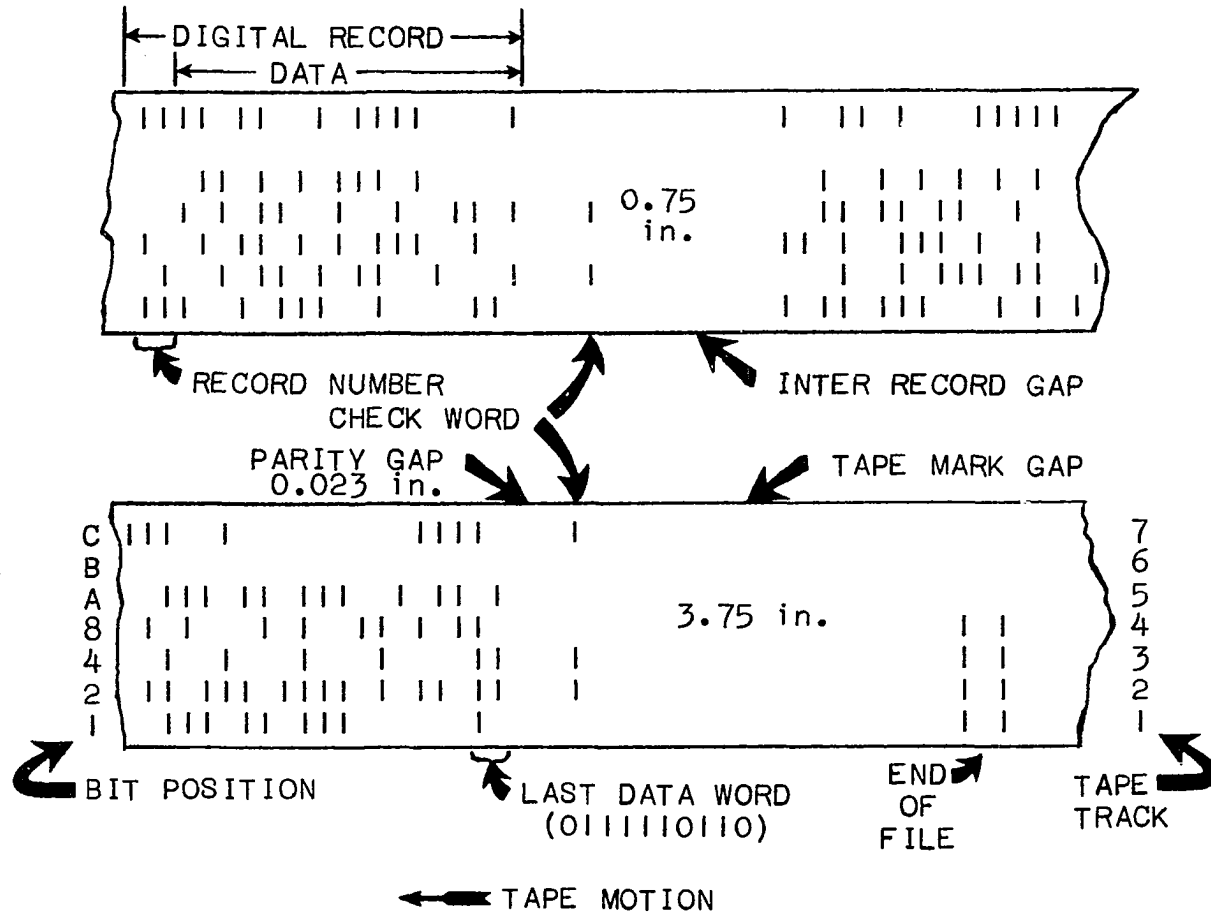 DIGITAL RECORD
DATA
0.75
in.
RECORD NUMBER
INTER RECORD GAP
CHECK WORD
PARITY GAP
0.023 in.
TAPE MARK GAP
C
B
A
8
4
2
1
3.75 in.
7
6
5
4
3
2
1
BIT POSITION
LAST DATA WORD
(0111110110)
END
OF
FILE
TAPE
TRACK
TAPE MOTION